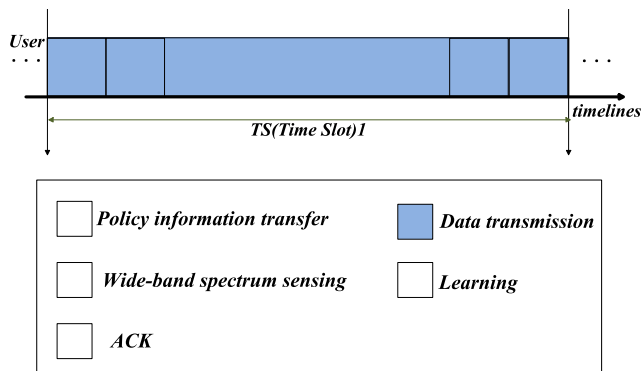 User
. . .
. . .
timelines
TS(Time Slot)1
Policy information transfer
Data transmission
Wide-band spectrum sensing
Learning
ACK